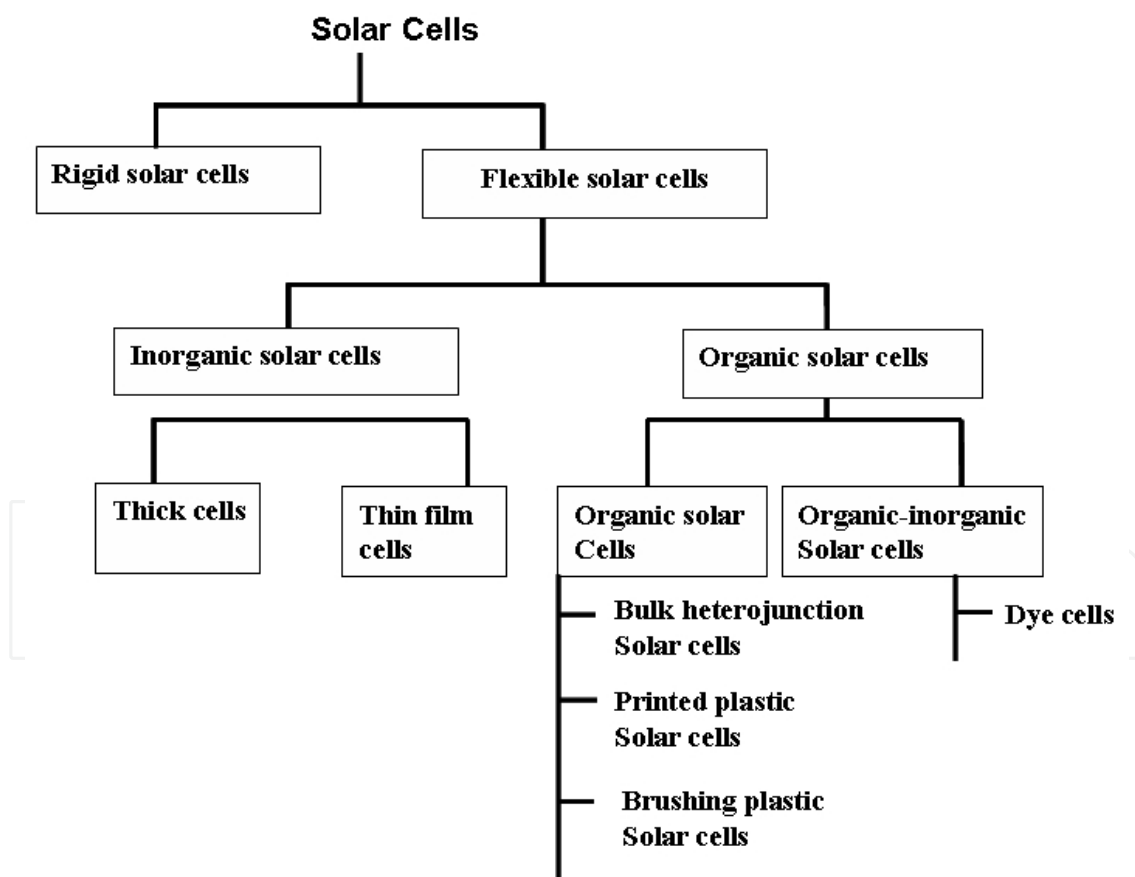 Solar Cells
Rigid solar cells
Flexible solar cells
Inorganic solar cells
Organic solar cells
Thick cells
Thin film
cells
Organic solar
Cells
Organic-inorganic
Solar cells
Bulk heterojunction
Solar cells
Dye cells
Printed plastic
Solar cells
Brushing plastic
Solar cells